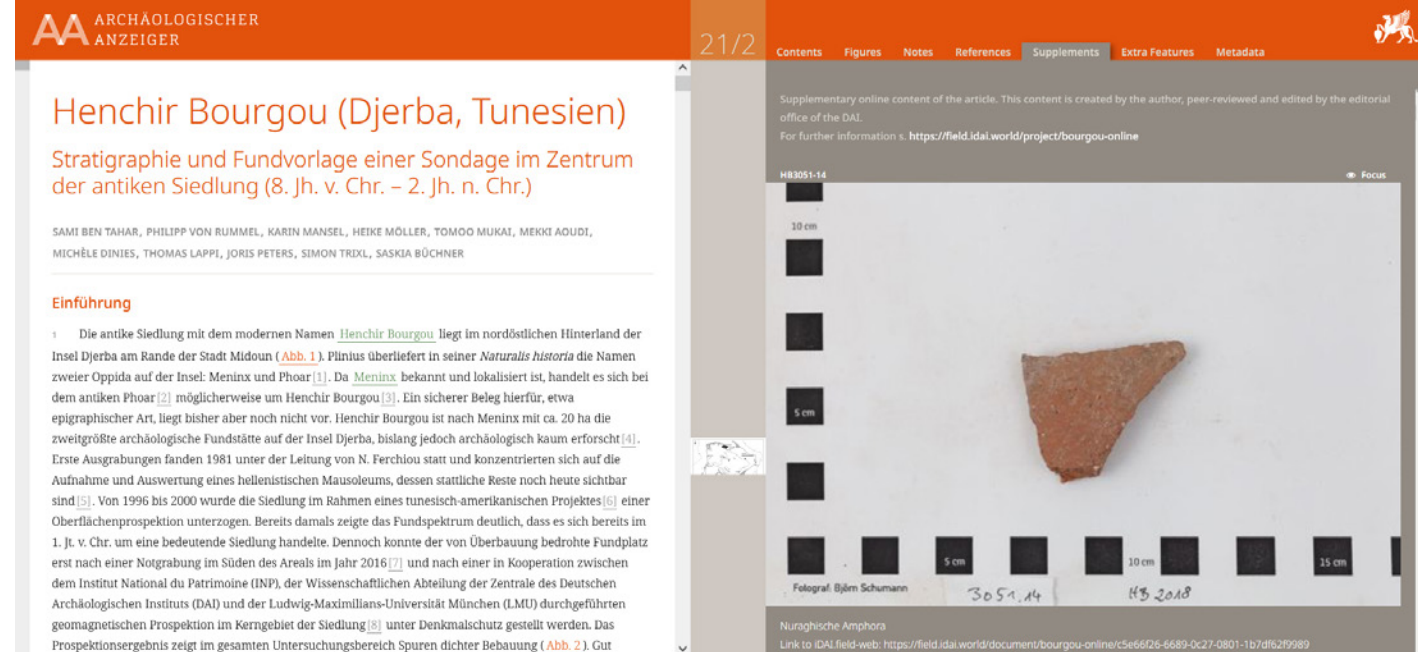 ARCHÄOLOGISCHER
AA ANZEIGER
21/2
Contents Figures Notes References Supplements Extra Features Metadata
Henchir Bourgou (Djerba, Tunesien)
Stratigraphie und Fundvorlage einer Sondage im Zentrum
der antiken Siedlung (8. Jh. v. Chr. – 2. Jh. n. Chr.)
SAMI BEN TAHAR, PHILIPP VON RUMMEL, KARIN MANSEL, HEIKE MÖLLER, TOMOO MUKAI, MEKKI AOUDI,
MICHÈLE DINIES, THOMAS LAPPI, JORIS PETERS, SIMON TRIXL, SASKIA BÜCHNER
Einführung
1 Die antike Siedlung mit dem modernen Namen Henchir Bourgou liegt im nordöstlichen Hinterland der
Insel Djerba am Rande der Stadt Midoun (Abb. 1). Plinius überliefert in seiner Naturalis historia die Namen
zweier Oppida auf der Insel: Meninx und Phoar[1]. Da Meninx bekannt und lokalisiert ist, handelt es sich bei
dem antiken Phoar[2] möglicherweise um Henchir Bourgou[3]. Ein sicherer Beleg hierfür, etwa
epigraphischer Art, liegt bisher aber noch nicht vor. Henchir Bourgou ist nach Meninx mit ca. 20 ha die
zweitgrößte archäologische Fundstätte auf der Insel Djerba, bislang jedoch archäologisch kaum erforscht[4].
Erste Ausgrabungen fanden 1981 unter der Leitung von N. Ferchiou statt und konzentrierten sich auf die
Aufnahme und Auswertung eines hellenistischen Mausoleums, dessen stattliche Reste noch heute sichtbar
sind[5]. Von 1996 bis 2000 wurde die Siedlung im Rahmen eines tunesisch-amerikanischen Projektes[6] einer
Oberflächenprospektion unterzogen. Bereits damals zeigte das Fundspektrum deutlich, dass es sich bereits im
1. Jt. v. Chr. um eine bedeutende Siedlung handelte. Dennoch konnte der von Überbauung bedrohte Fundplatz
erst nach einer Notgrabung im Süden des Areals im Jahr 2016[7] und nach einer in Kooperation zwischen
dem Institut National du Patrimoine (INP), der Wissenschaftlichen Abteilung der Zentrale des Deutschen
Archäologischen Instituts (DAI) und der Ludwig-Maximilians-Universität München (LMU) durchgeführten
geomagnetischen Prospektion im Kerngebiet der Siedlung[8] unter Denkmalschutz gestellt werden. Das
Prospektionsergebnis zeigt im gesamten Untersuchungsbereich Spuren dichter Bebauung (Abb. 2). Gut
Supplementary online content of the article. This content is created by the author, peer-reviewed and edited by the editorial
office of the DAI.
For further information s. https://field.idai.world/project/bourgou-online
HB3051-14 Focus
10 cm
5 cm
5 cm 10 cm 15 cm
Fotograf: Björn Schumann 3051.14 HB 2018
Nuraghische Amphora
Link to iDAI.field-web: https://field.idai.world/document/bourgou-online/c5e66f26-6689-0c27-0801-1b7df62f9989